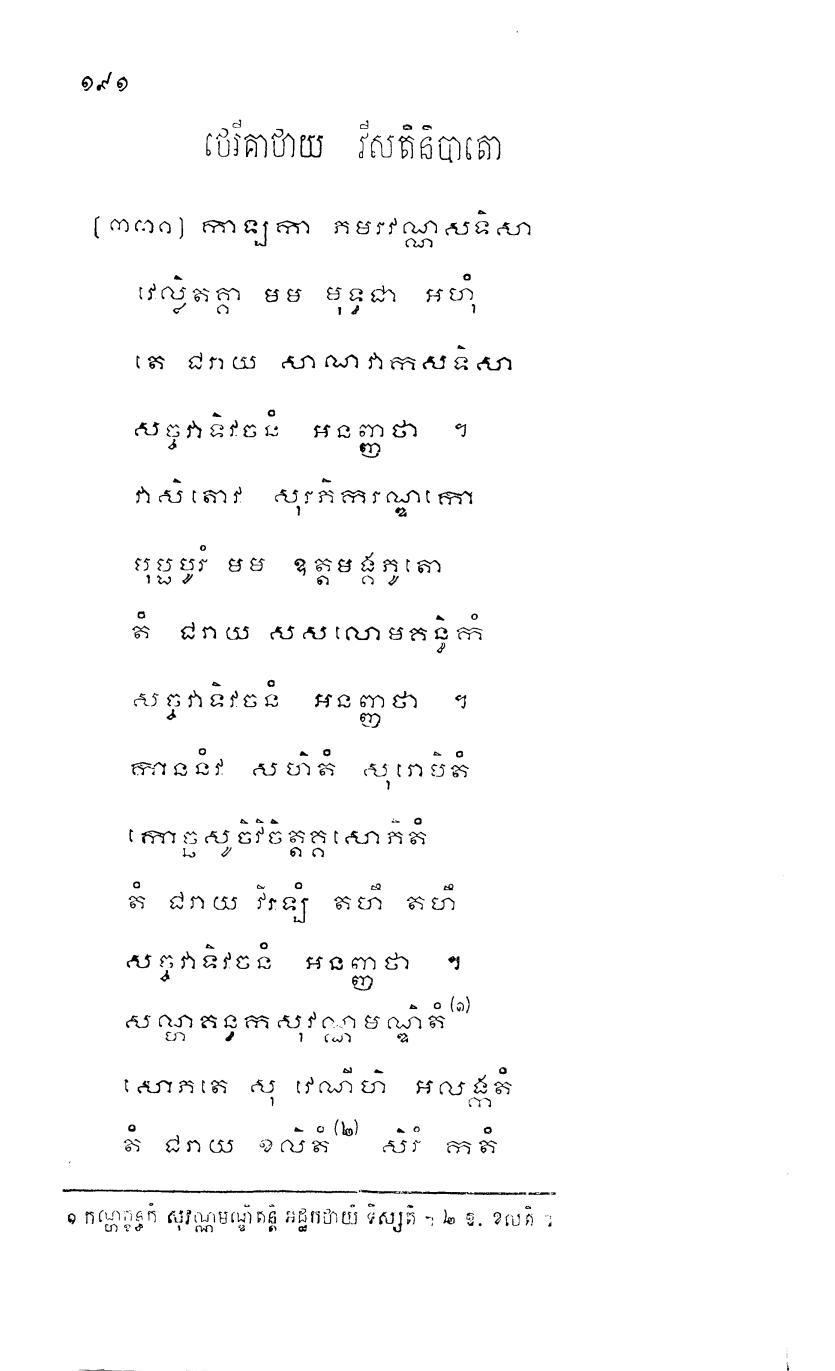 ១៩១
ថេរីគាថាយ វីសតិនិបាតោ
[៣៣០] កាឡកា ភមរវណ្ណសទិសា
វេល្លិតគ្គា មម មុទ្ធជា អហុំ
តេ ជរាយ សាណវាកសទិសា
សច្ចវាទិវចនំ អនញ្ញថា ។
វាសិតោវ សុរភិករណ្ឌកោ
បុប្ផបូរំ មម ឧត្តមង្គភូតោ
តំ ជរាយ សសលោមគន្ធិកំ
សច្ចវាទិវចនំ អនញ្ញថា ។
កាននំវ សហិតំ សុរោបិតំ
កោច្ឆសូចិវិចិត្តគ្គសោភិតំ
តំ ជរាយ វិរឡំ តហឹ តហឹ
សច្ចវាទិវចនំ អនញ្ញថា ។
សណ្ហគន្ធកសុវណ្ណមណ្ឌិតំ(១)
សោភតេ សុ វេណីហិ អលង្កតំ
តំ ជរាយ ខលិតំ(២) សិរំ កតំ
១ កណ្ហគន្ធកំ សុវណ្ណមណ្ឌិតន្តិ អដ្ឋកថាយំ ទិស្សតិ ។ ២ ឱ. ខលតិ ។